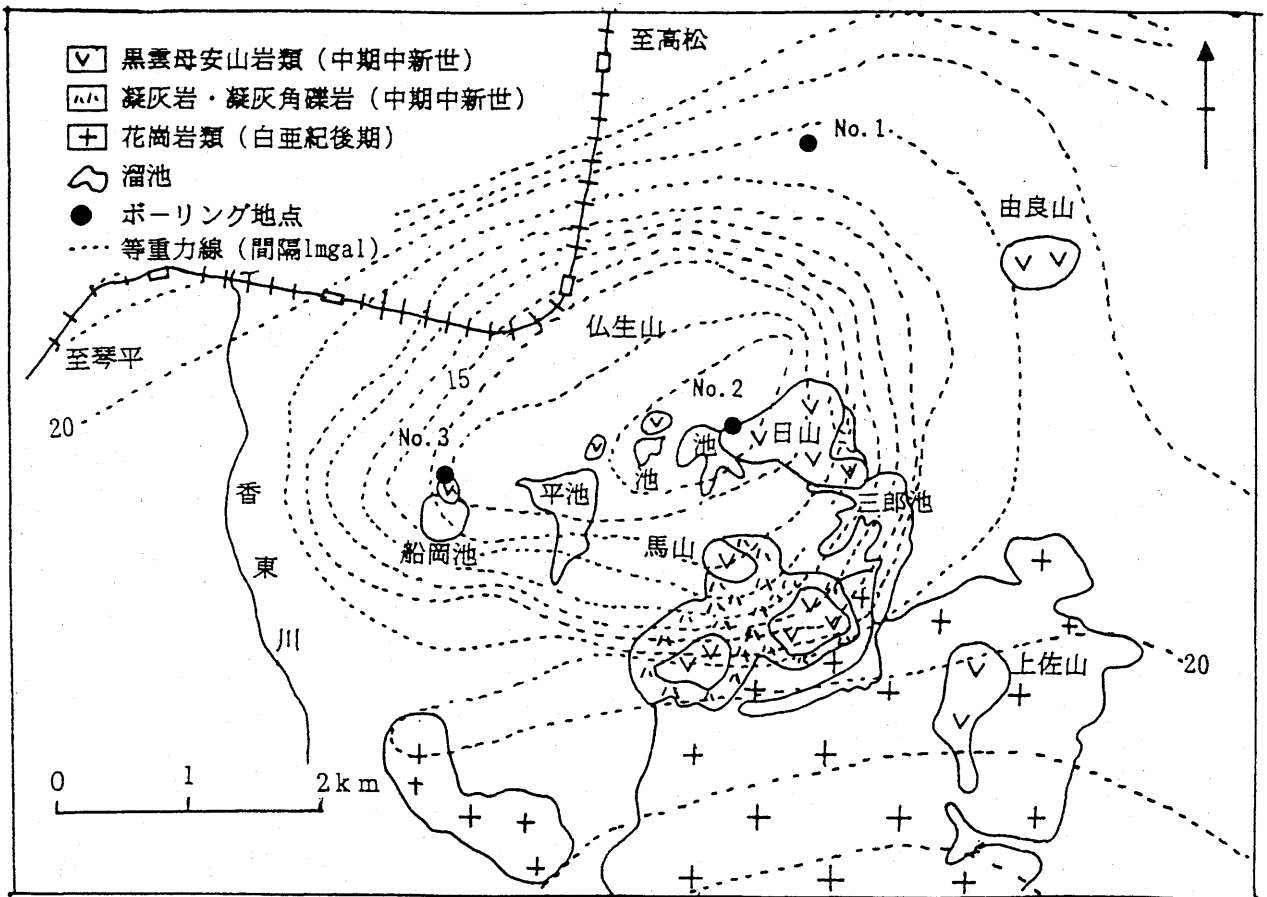 黒雲母安山岩類（中期中新世）
凝灰岩・凝灰角礫岩（中期中新世）
花崗岩類（白亜紀後期）
溜池
ボーリング地点
等重力線（間隔1mgal）
至高松
No.1
由良山
仏生山
至琴平
15
No.2
20
No.3
日山
池
池
香東川
平池
三郎池
船岡池
馬山
上佐山
20
0 1 2km